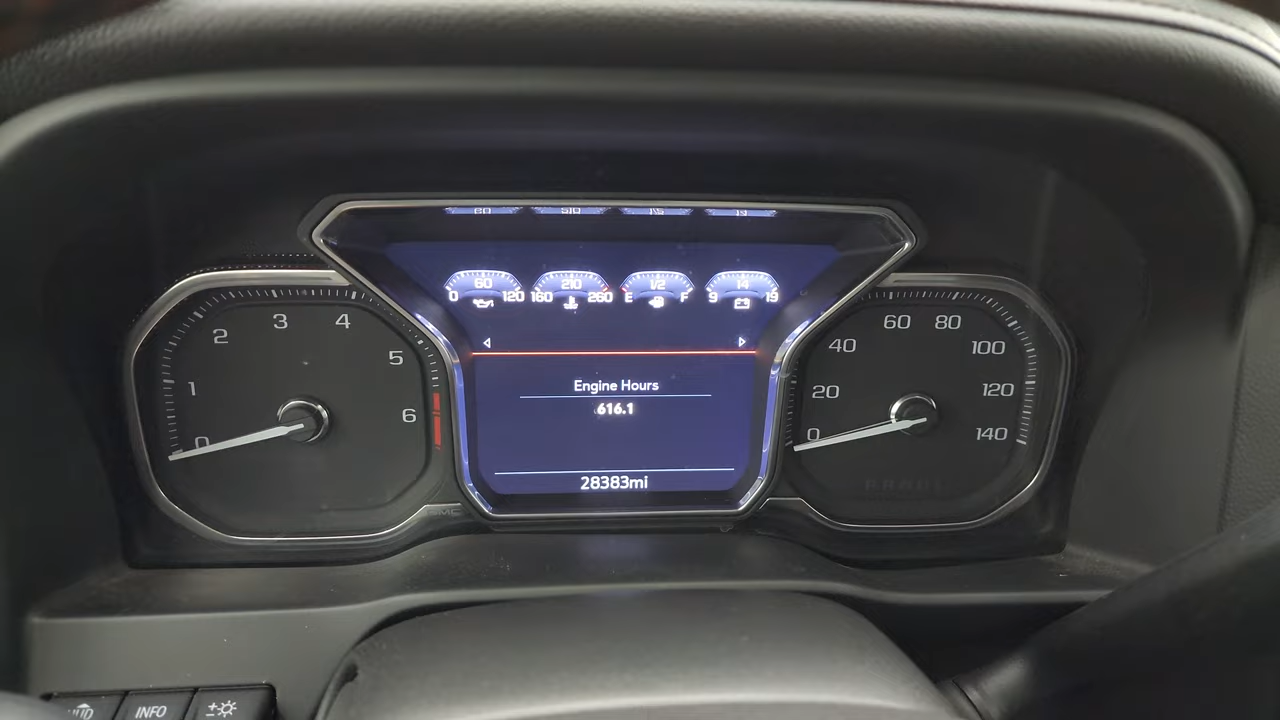 60 210 1/2 14
0 120 160 260 E F 9 19
Engine Hours
616.1
28383mi
0 1 2 3 4 5 6
0 20 40 60 80 100 120 140
GMC
INFO